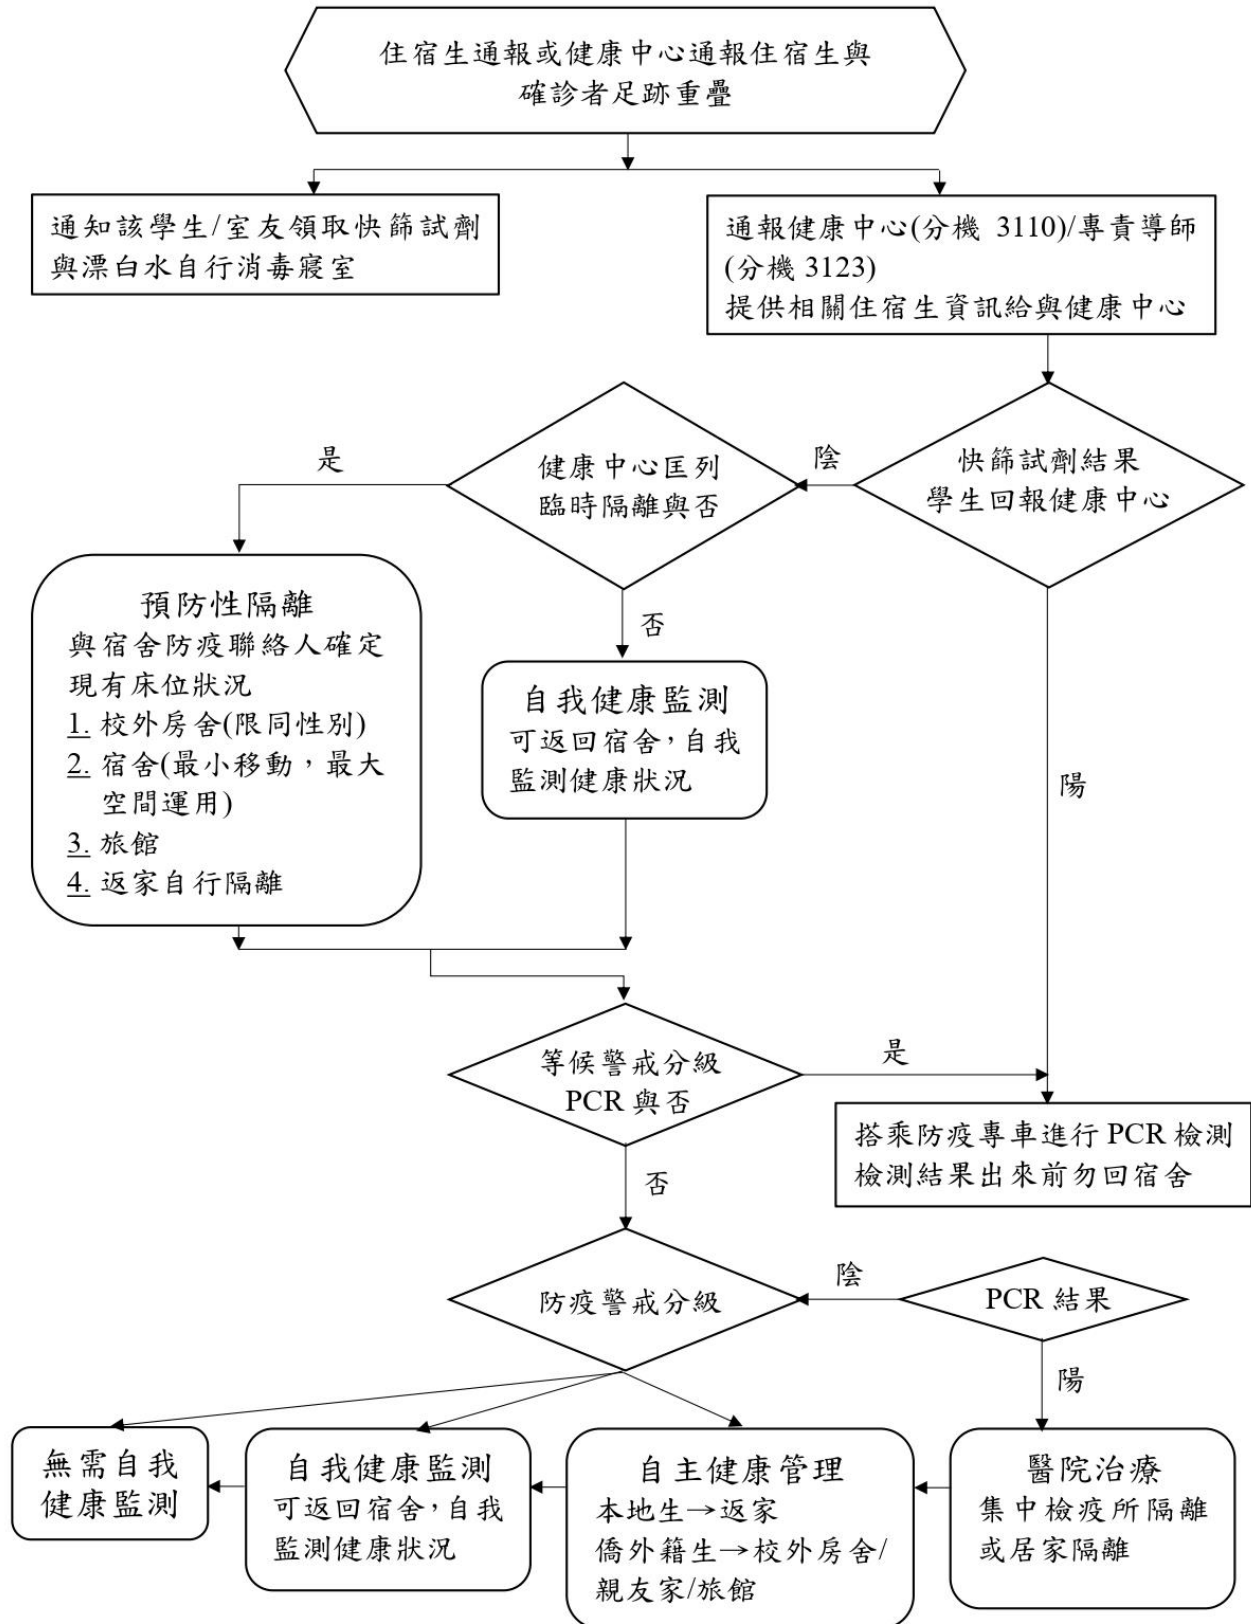 住宿生通報或健康中心通報住宿生與
確診者足跡重疊
通知該學生/室友領取快篩試劑
與漂白水自行消毒寢室
通報健康中心(分機 3110)/專責導師
(分機3123)
提供相關住宿生資訊給與健康中心
快篩試劑結果
學生回報健康中心
陰
健康中心匡列
臨時隔離與否
是
預防性隔離
與宿舍防疫聯絡人確定
現有床位狀況
1. 校外房舍(限同性別)
2. 宿舍(最小移動，最大
空間運用)
3. 旅館
4. 返家自行隔離
否
自我健康監測
可返回宿舍，自我
監測健康狀況
陽
等候警戒分級
PCR 與否
是
搭乘防疫專車進行 PCR 檢測
檢測結果出來前勿回宿舍
否
防疫警戒分級
陰
PCR 結果
陽
無需自我
健康監測
自我健康監測
可返回宿舍，自我
監測健康狀況
自主健康管理
本地生→返家
僑外籍生→校外房舍/
親友家/旅館
醫院治療
集中檢疫所隔離
或居家隔離